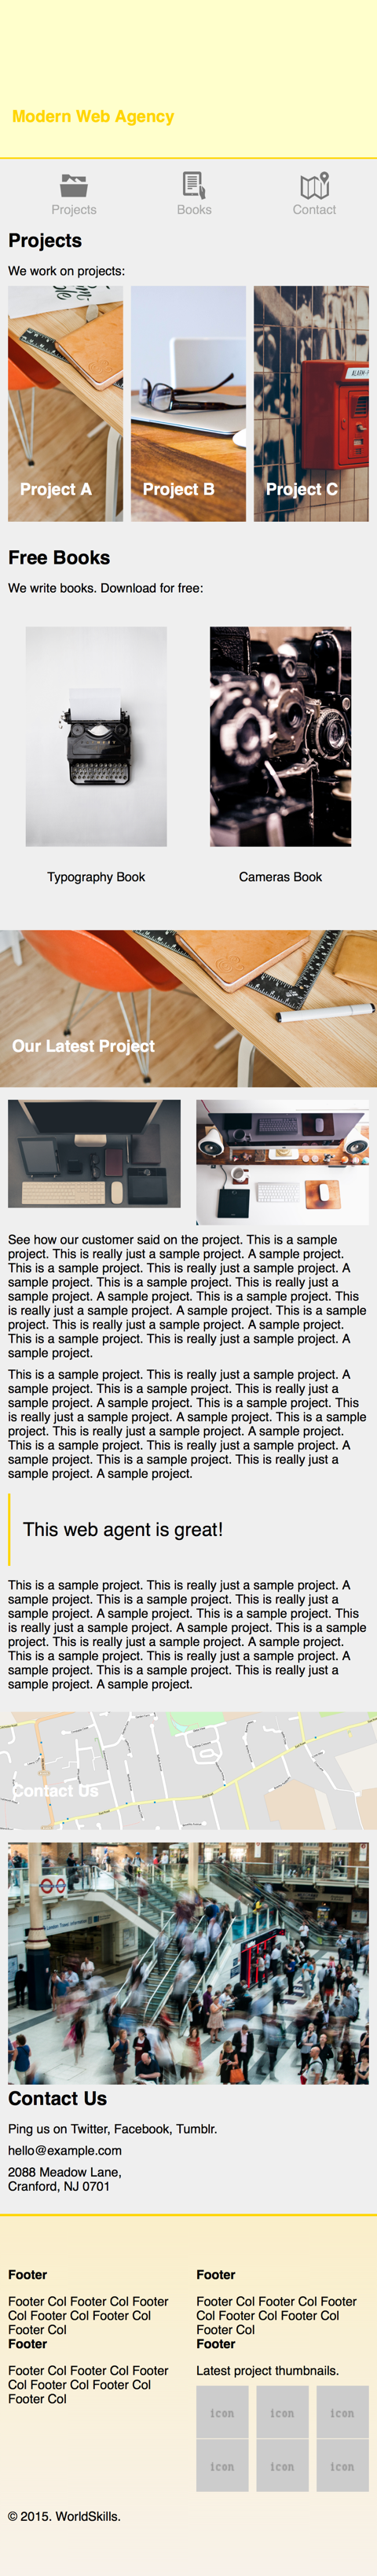 Modern Web Agency
Projects
Books
Contact
Projects
We work on projects:
ALARM-F
Project A
Project B
Project C
Free Books
We write books. Download for free:
Typography Book
Cameras Book
Our Latest Project
See how our customer said on the project. This is a sample
project. This is really just a sample project. A sample project.
This is a sample project. This is really just a sample project. A
sample project. This is a sample project. This is really just a
sample project. A sample project. This is a sample project. This
is really just a sample project. A sample project. This is a sample
project. This is really just a sample project. A sample project.
This is a sample project. This is really just a sample project. A
sample project.
This is a sample project. This is really just a sample project. A
sample project. This is a sample project. This is really just a
sample project. A sample project. This is a sample project. This
is really just a sample project. A sample project. This is a sample
project. This is really just a sample project. A sample project.
This is a sample project. This is really just a sample project. A
sample project. This is a sample project. This is really just a
sample project. A sample project.
This web agent is great!
This is a sample project. This is really just a sample project. A
sample project. This is a sample project. This is really just a
sample project. A sample project. This is a sample project. This
is really just a sample project. A sample project. This is a sample
project. This is really just a sample project. A sample project.
This is a sample project. This is really just a sample project. A
sample project. This is a sample project. This is really just a
sample project. A sample project.
Contact Us
Contact Us
Ping us on Twitter, Facebook, Tumblr.
hello@example.com
2088 Meadow Lane,
Cranford, NJ 0701
Footer
Footer Col Footer Col Footer
Col Footer Col Footer Col
Footer Col
Footer
Footer Col Footer Col Footer
Col Footer Col Footer Col
Footer Col
Footer
Footer Col Footer Col Footer
Col Footer Col Footer Col
Footer Col
Footer
Latest project thumbnails.
icon icon icon
icon icon icon
© 2015. WorldSkills.